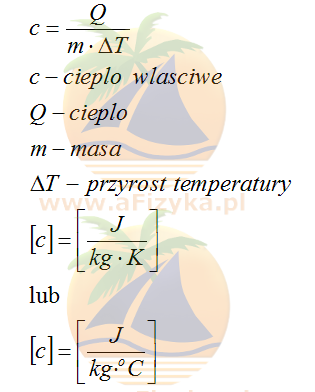 c = Q / (m · ΔT)
c – cieplo wlasciwe
Q – cieplo
m – masa
ΔT – przyrost temperatury
www.aFizyka.pl
[c] = [J / (kg · K)]
lub
[c] = [J / (kg·°C)]